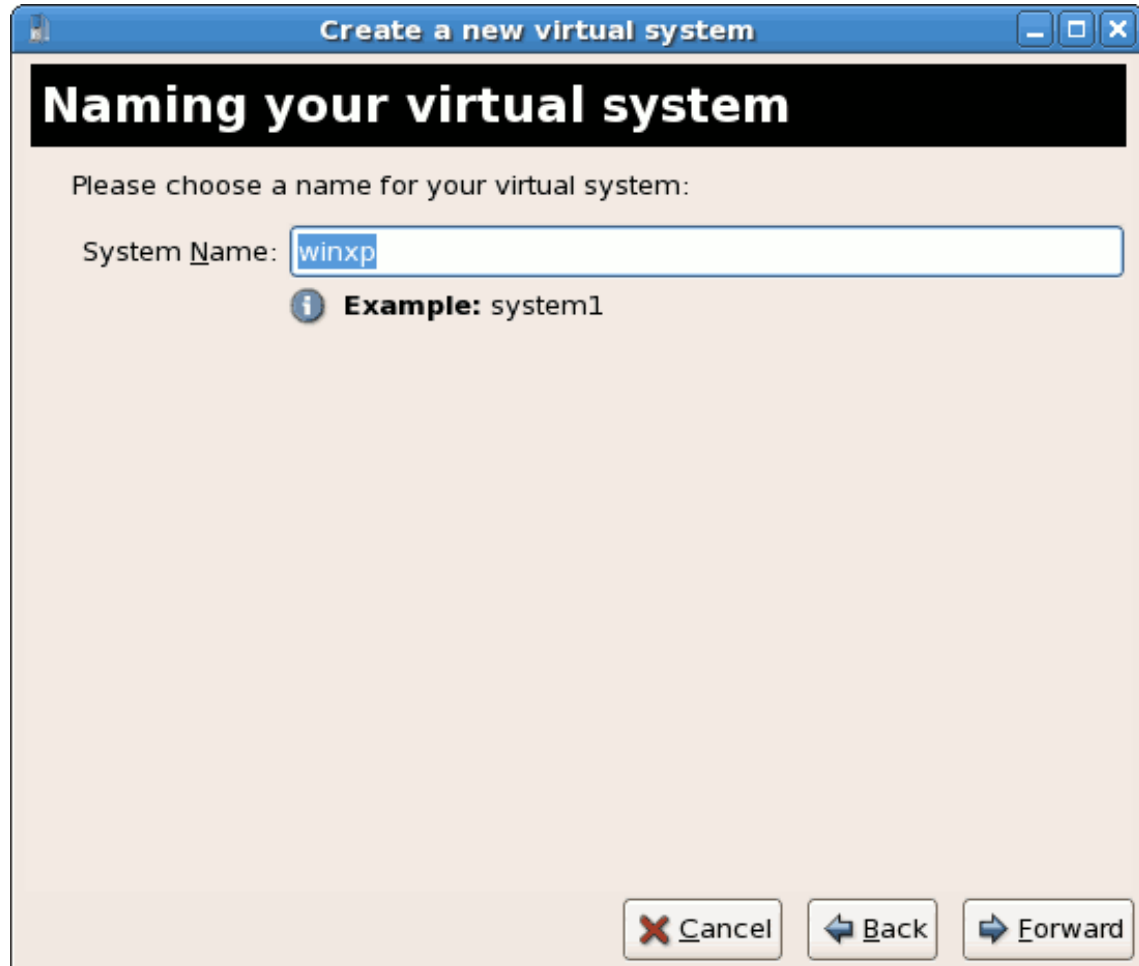 Create a new virtual system
Naming your virtual system
Please choose a name for your virtual system:
System Name: winxp
Example: system1
Cancel Back Forward